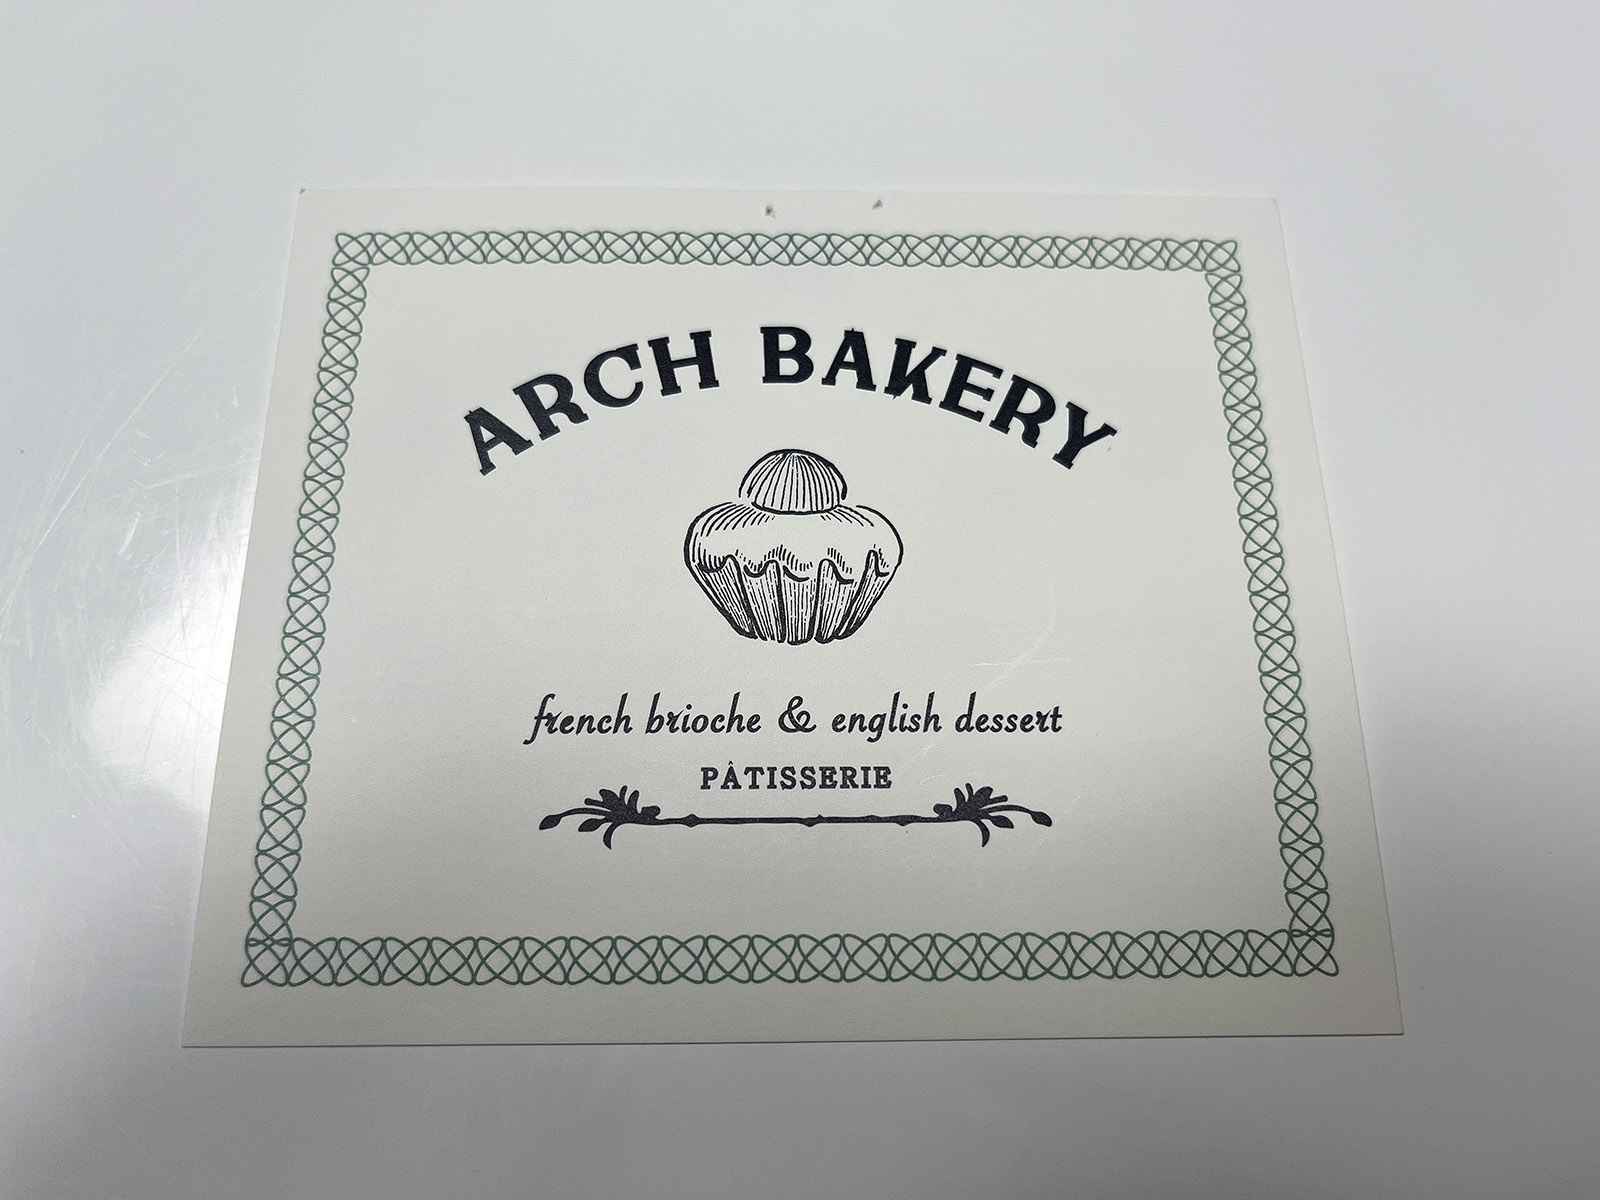 ARCH BAKERY
french brioche & english dessert
PÂTISSERIE